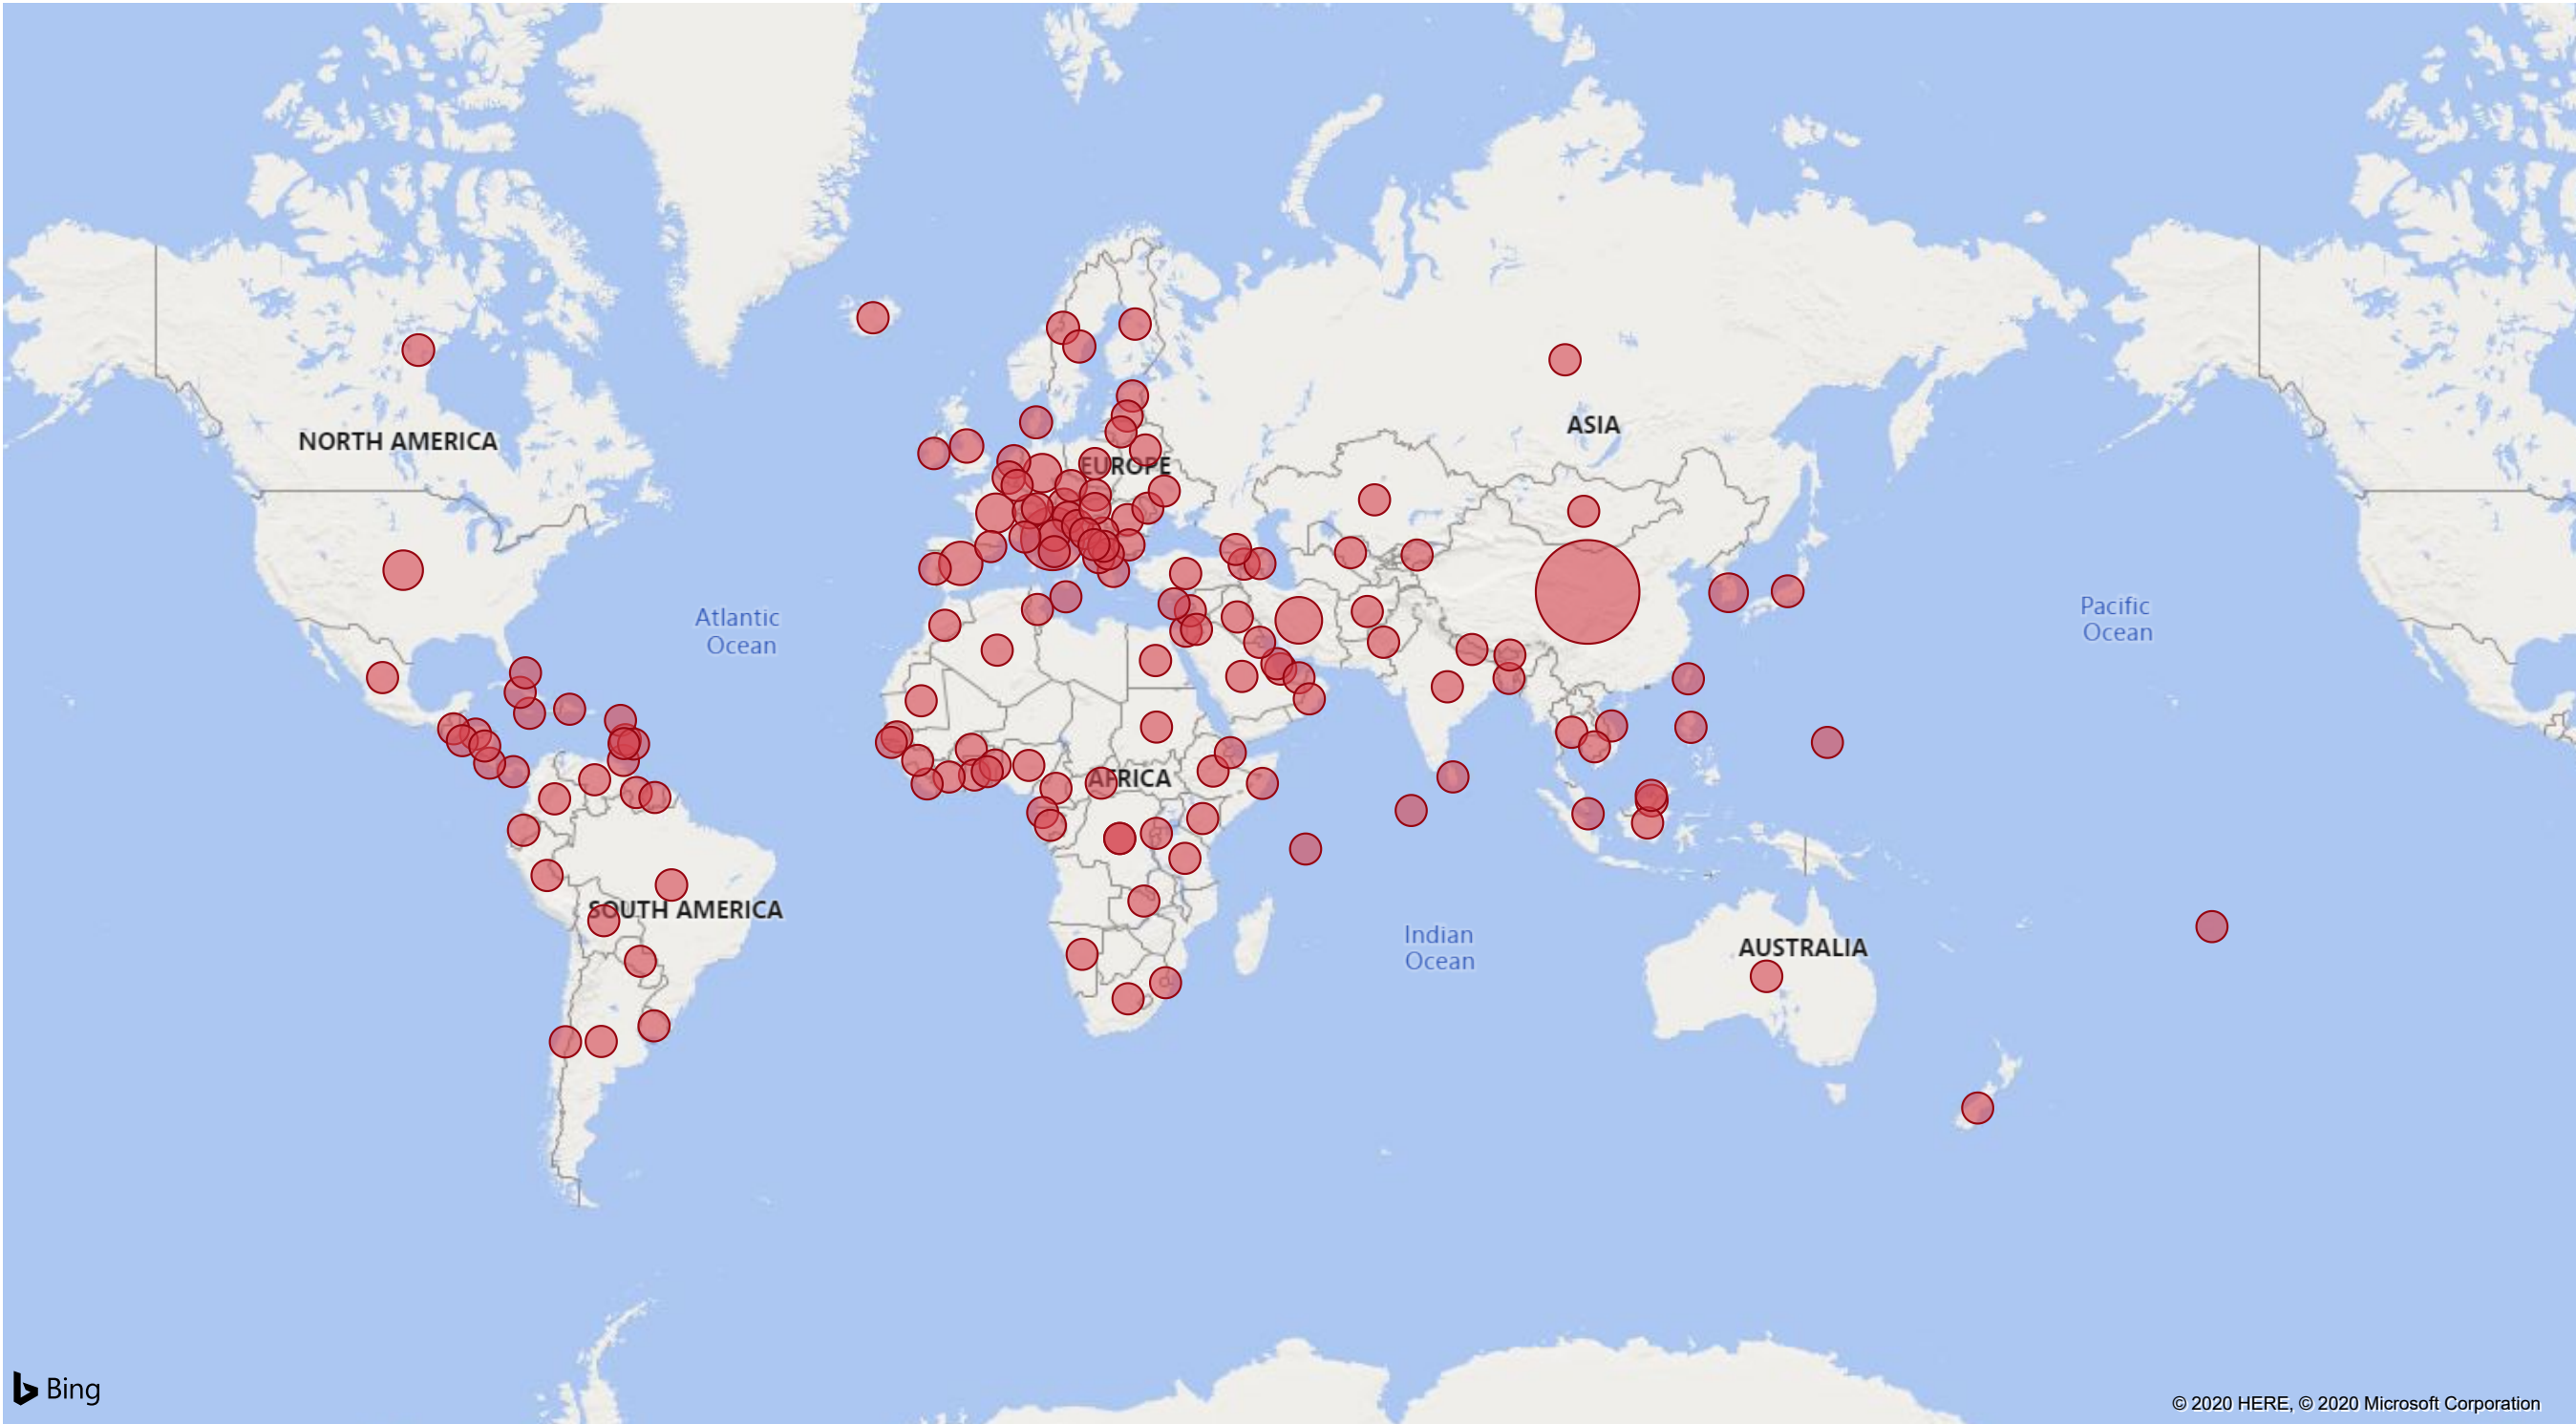 ASIA
NORTH AMERICA
EUROPE
Atlantic
Ocean
Pacific
Ocean
AFRICA
SOUTH AMERICA
Indian
Ocean
AUSTRALIA
Bing
© 2020 HERE, © 2020 Microsoft Corporation